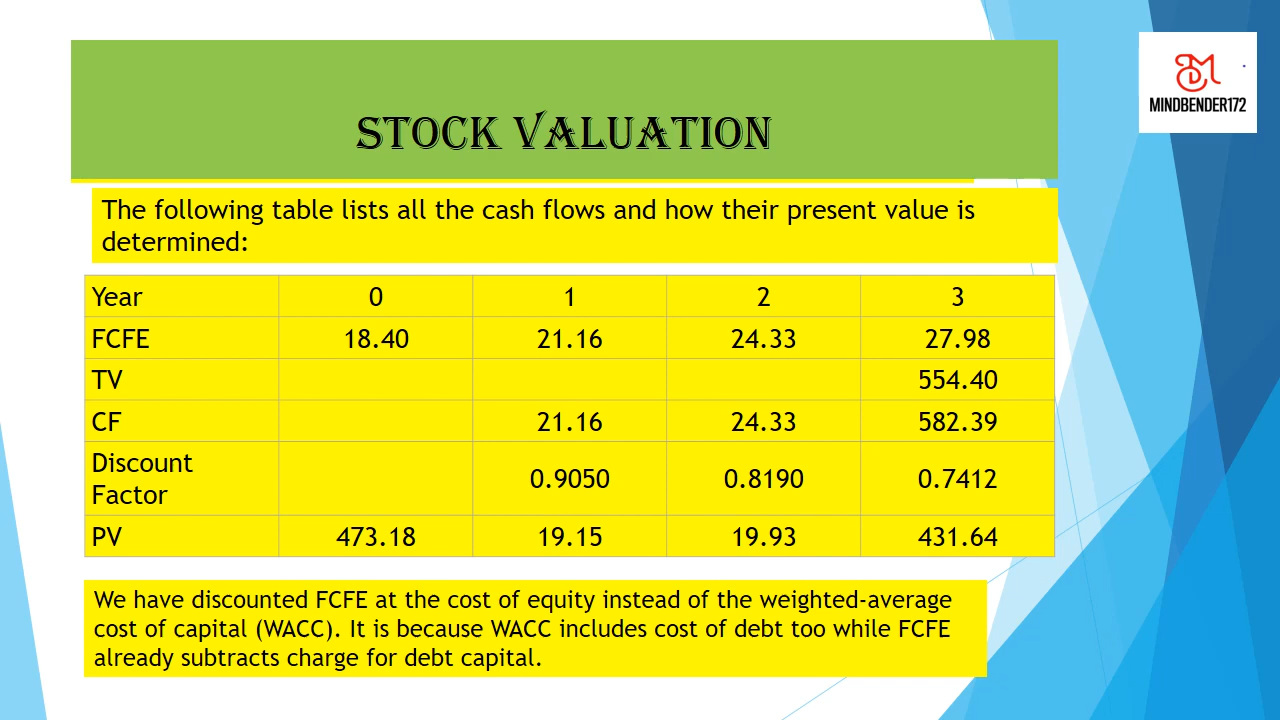 STOCK VALUATION
MINDBENDER172
The following table lists all the cash flows and how their present value is
determined:
Year 0 1 2 3
FCFE 18.40 21.16 24.33 27.98
TV 554.40
CF 21.16 24.33 582.39
Discount
Factor 0.9050 0.8190 0.7412
PV 473.18 19.15 19.93 431.64
We have discounted FCFE at the cost of equity instead of the weighted-average
cost of capital (WACC). It is because WACC includes cost of debt too while FCFE
already subtracts charge for debt capital.